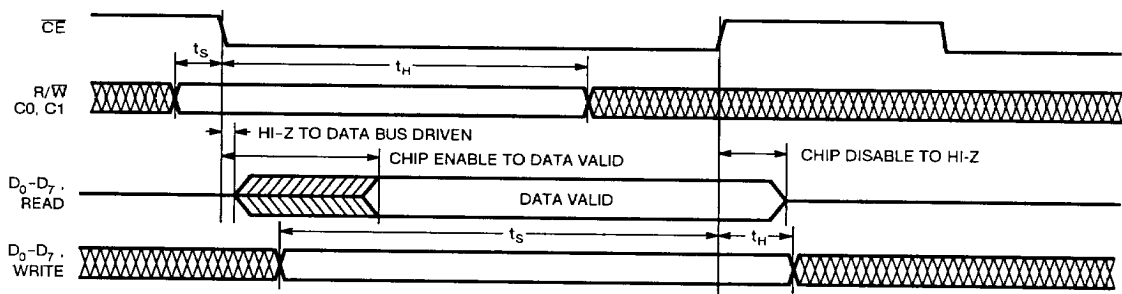 C̅E̅
tS
tH
R/W̅
C0, C1
HI-Z TO DATA BUS DRIVEN
CHIP ENABLE TO DATA VALID
CHIP DISABLE TO HI-Z
D0–D7,
READ
DATA VALID
tS
tH
D0–D7,
WRITE